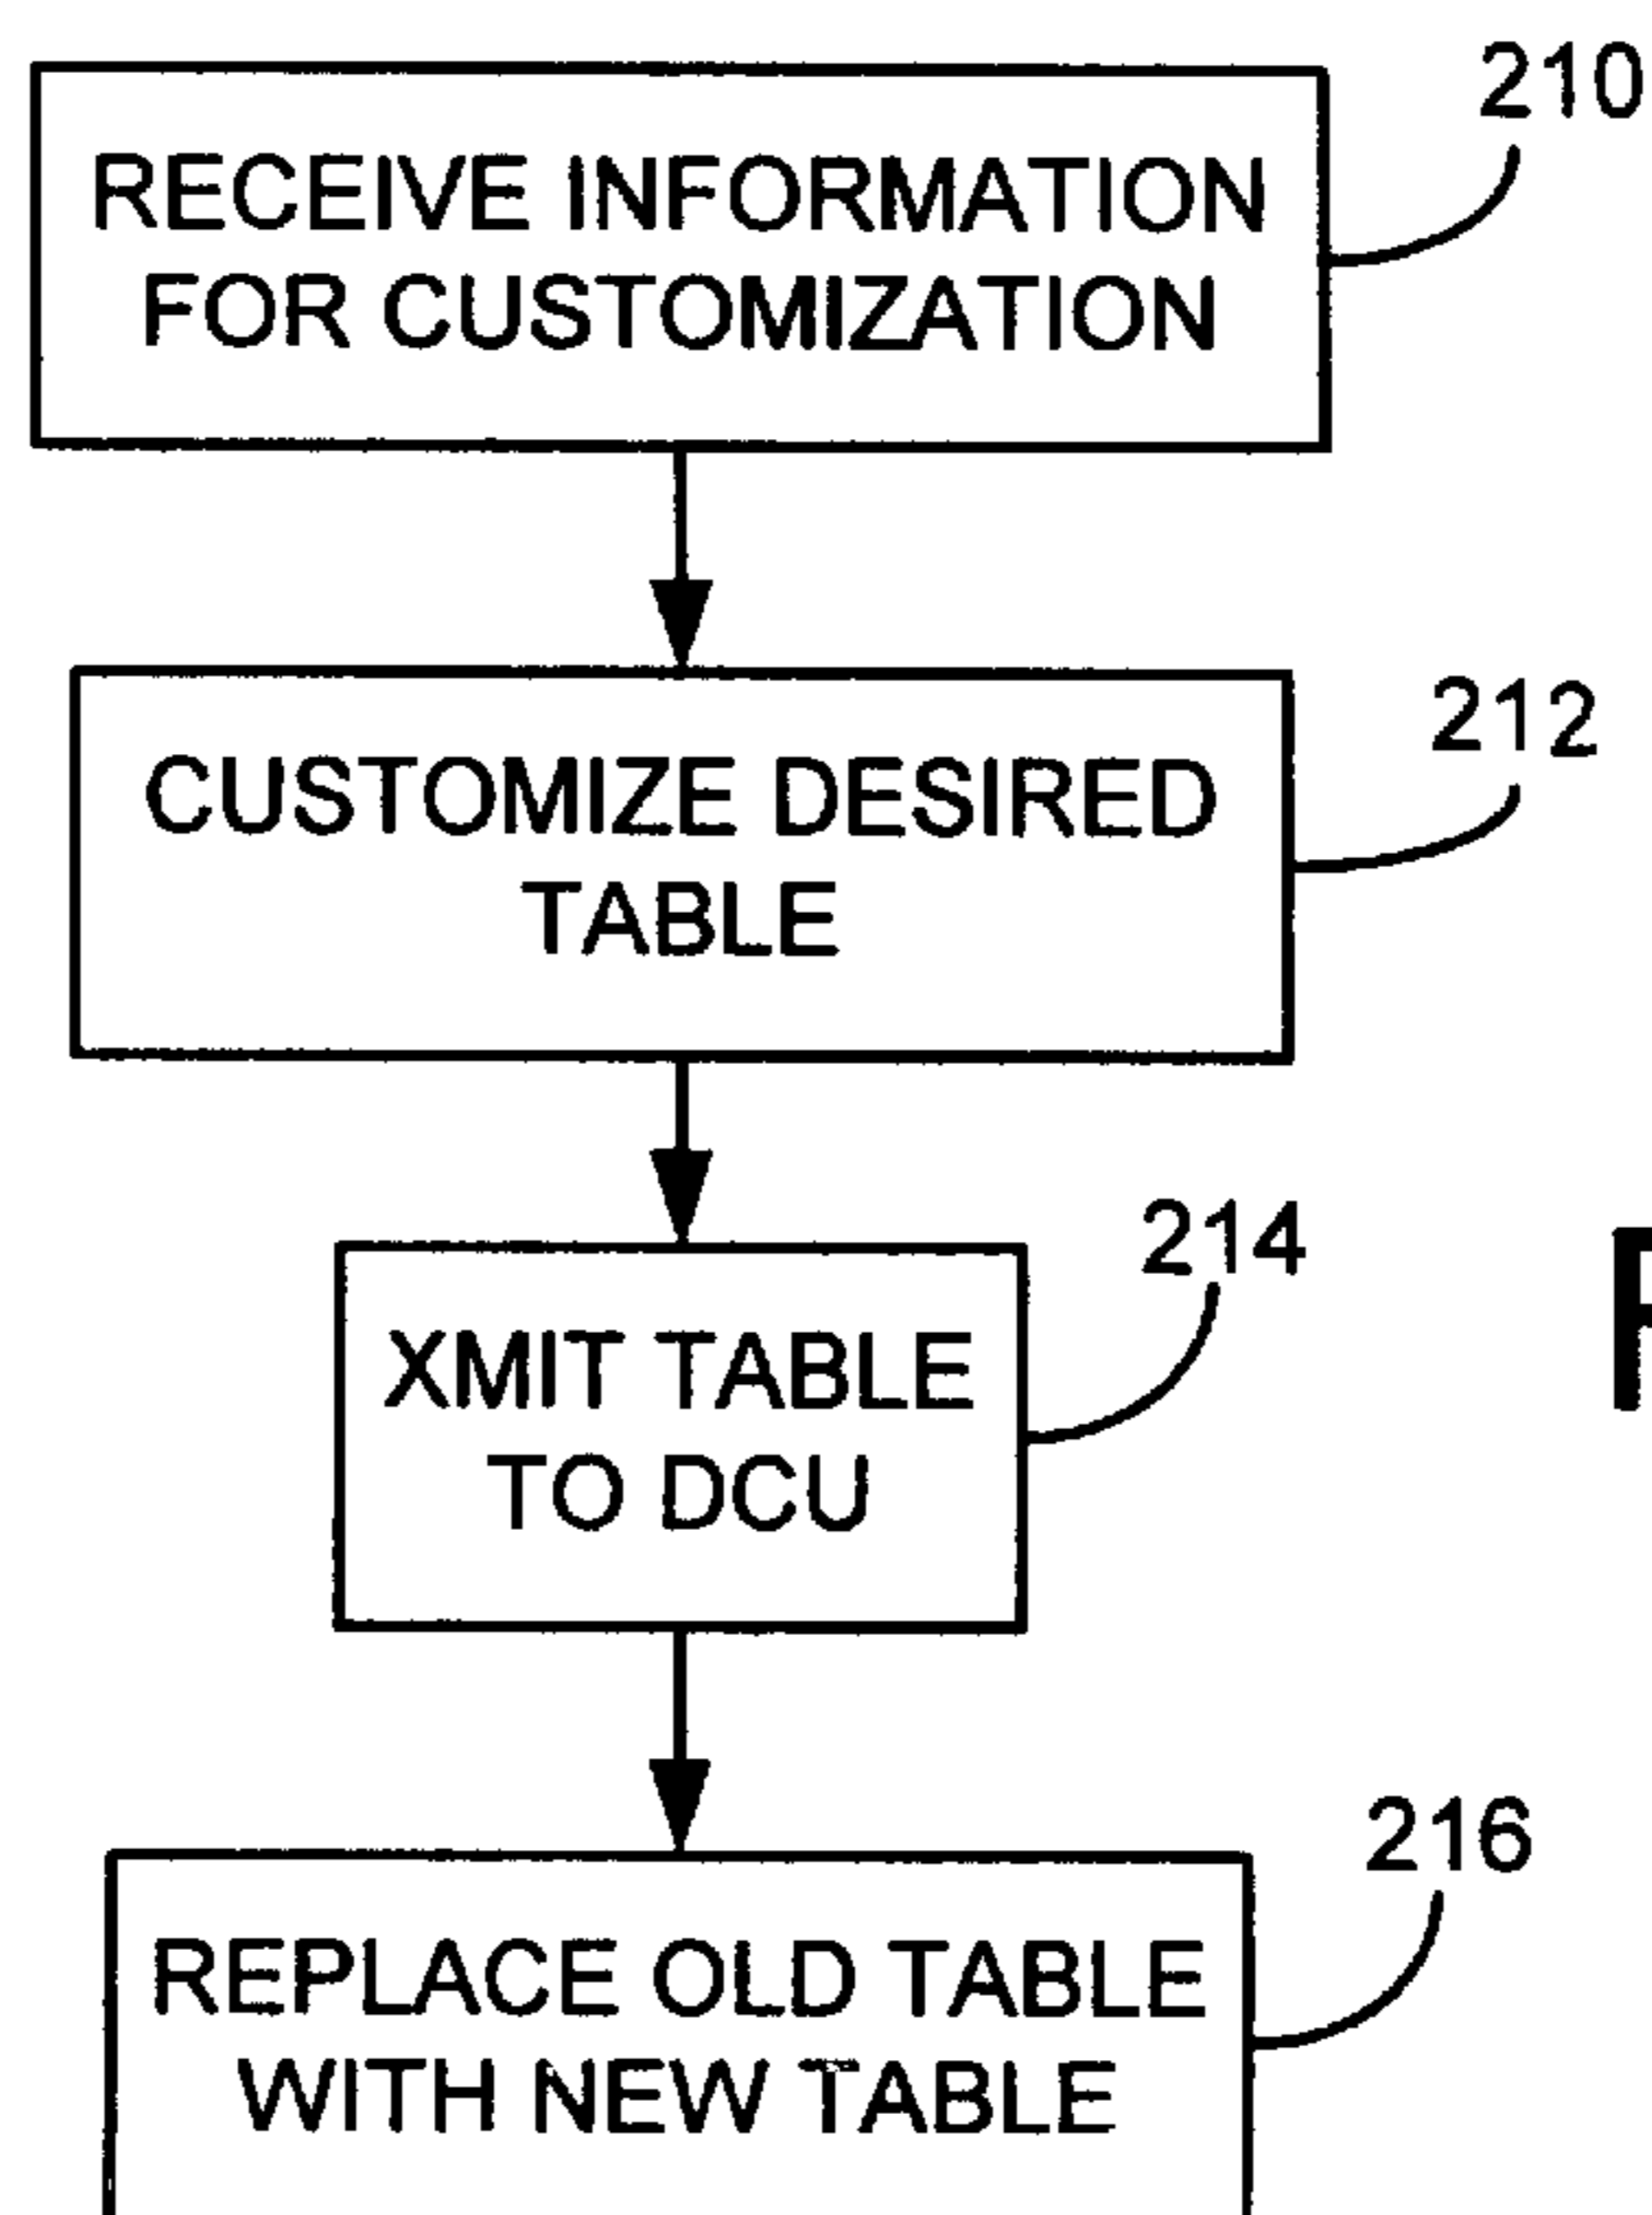 210
RECEIVE INFORMATION
FOR CUSTOMIZATION
212
CUSTOMIZE DESIRED
TABLE
214
XMIT TABLE
TO DCU
216
REPLACE OLD TABLE
WITH NEW TABLE